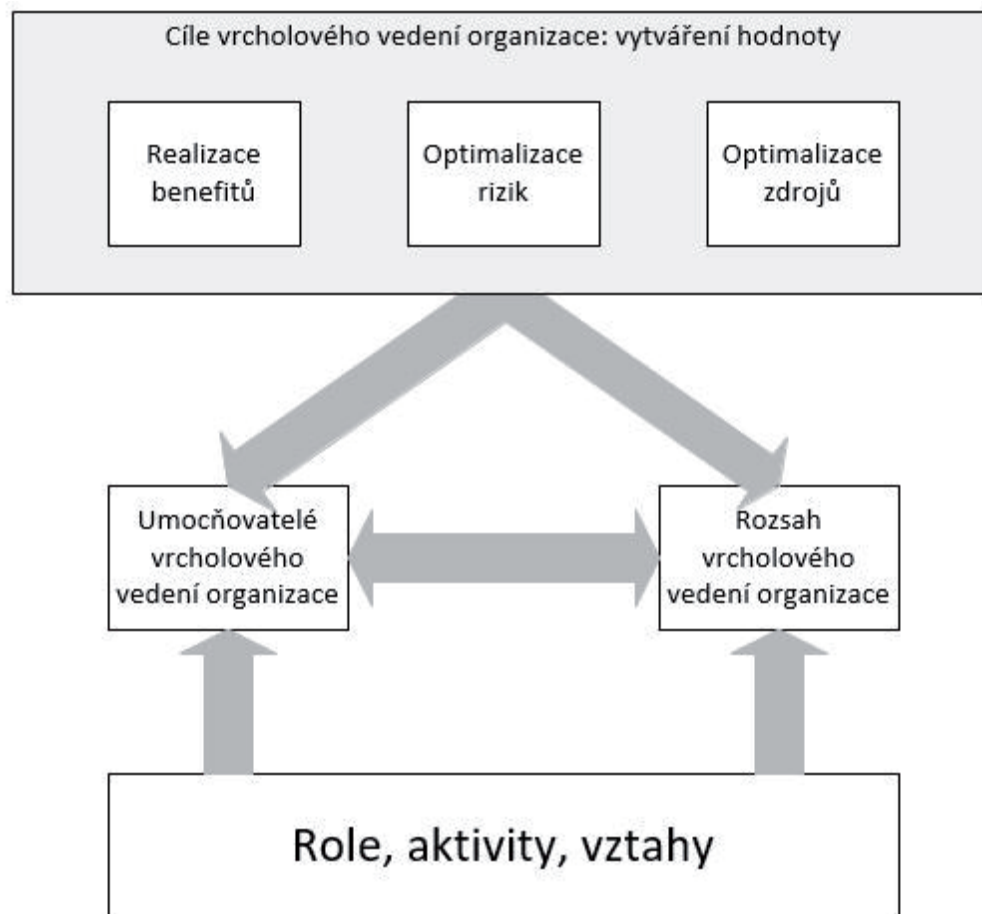 Cíle vrcholového vedení organizace: vytváření hodnoty
Realizace
benefitů
Optimalizace
rizik
Optimalizace
zdrojů
Umocňovatelé
vrcholového
vedení organizace
Rozsah
vrcholového
vedení organizace
Role, aktivity, vztahy